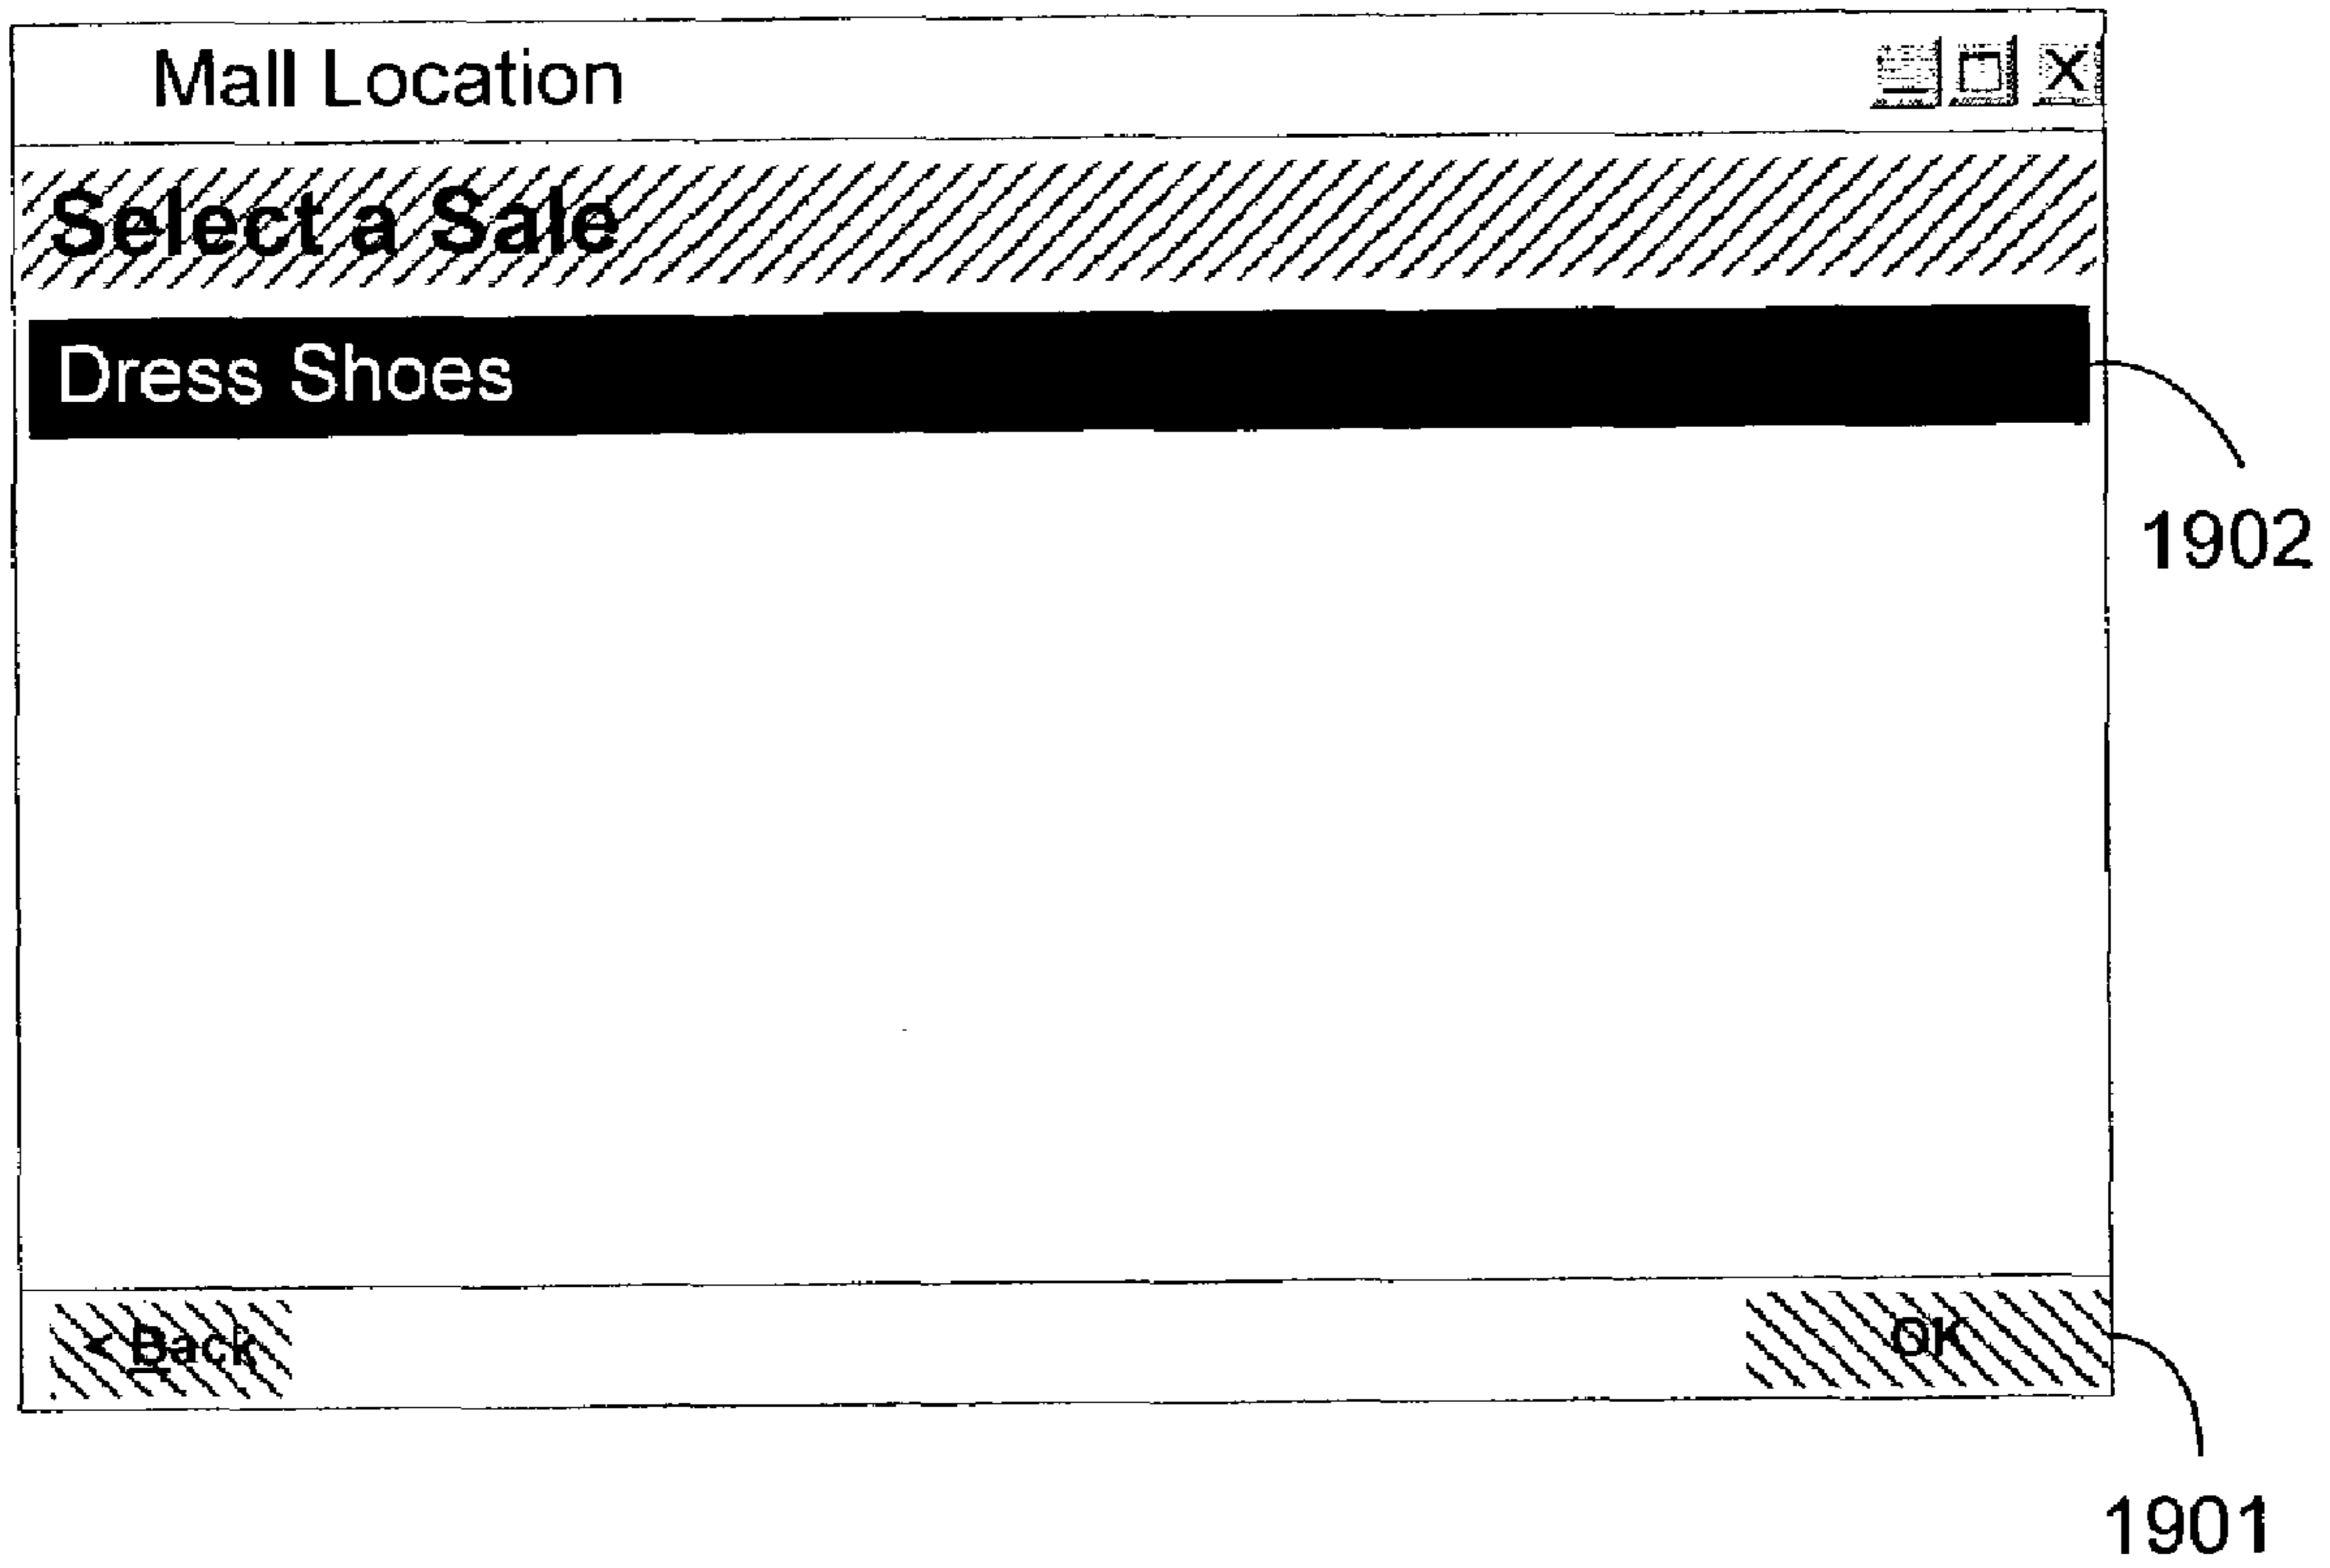 Mall Location
Select a Sale
Dress Shoes
1902
< Back
OK
1901